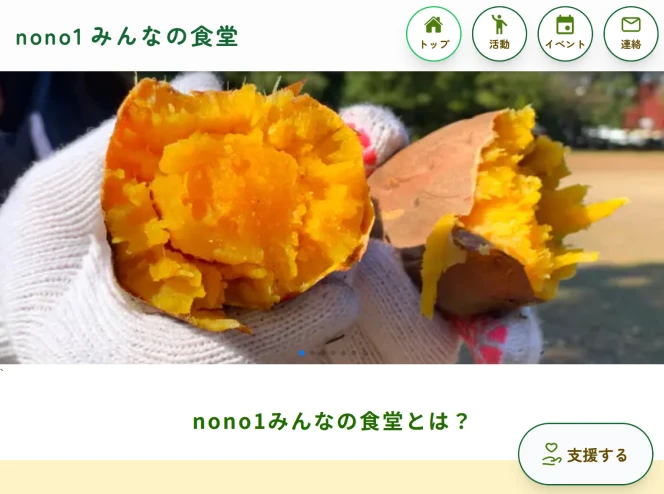 nono1 みんなの食堂
トップ
活動
イベント
連絡
`
nono1みんなの食堂とは？
支援する